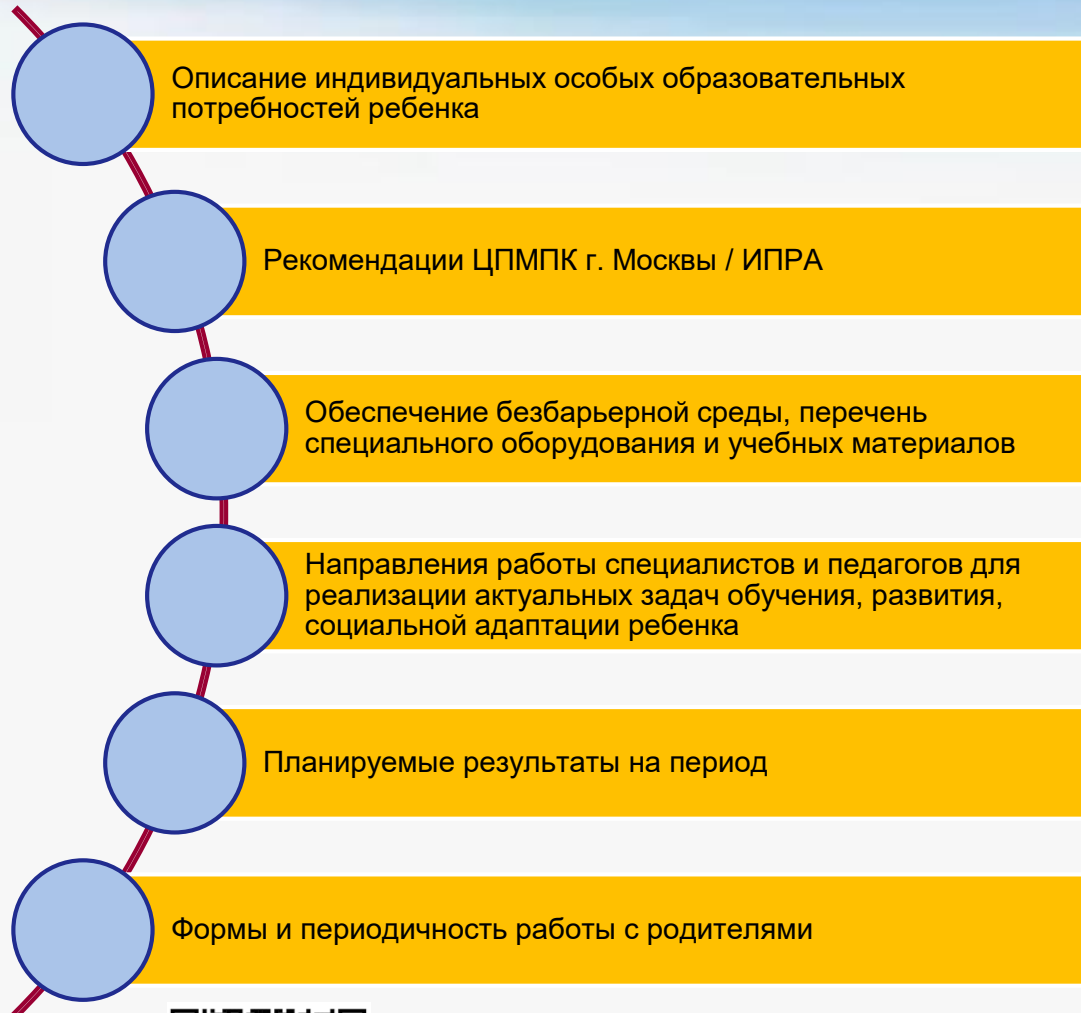 Описание индивидуальных особых образовательных
потребностей ребенка
Рекомендации ЦПМПК г. Москвы / ИПРА
Обеспечение безбарьерной среды, перечень
специального оборудования и учебных материалов
Направления работы специалистов и педагогов для
реализации актуальных задач обучения, развития,
социальной адаптации ребенка
Планируемые результаты на период
Формы и периодичность работы с родителями